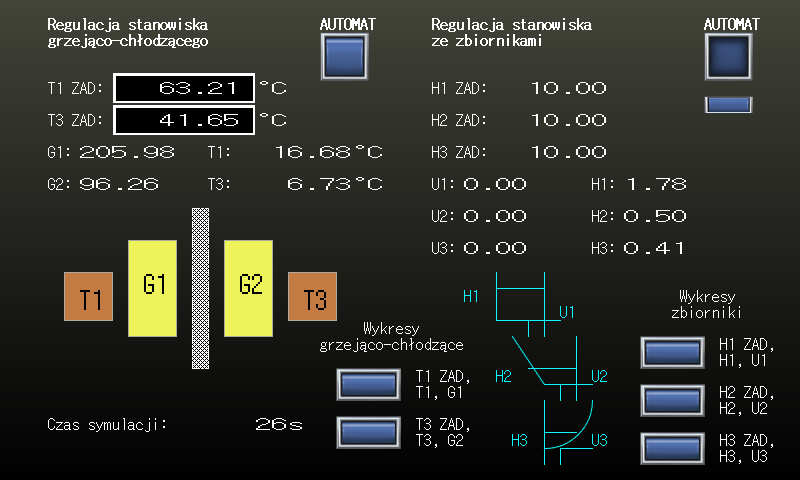 Regulacja stanowiska
grzejąco-chłodzącego
AUTOMAT
T1 ZAD: 63.21 °C
T3 ZAD: 41.65 °C
G1: 205.98 T1: 16.68°C
G2: 96.26 T3: 6.73°C
T1 G1 G2 T3
Wykresy
grzejąco-chłodzące
T1 ZAD,
T1, G1
T3 ZAD,
T3, G2
Czas symulacji: 26s
Regulacja stanowiska
ze zbiornikami
AUTOMAT
H1 ZAD: 10.00
H2 ZAD: 10.00
H3 ZAD: 10.00
U1: 0.00 H1: 1.78
U2: 0.00 H2: 0.50
U3: 0.00 H3: 0.41
H1 U1
H2 U2
H3 U3
Wykresy
zbiorniki
H1 ZAD,
H1, U1
H2 ZAD,
H2, U2
H3 ZAD,
H3, U3